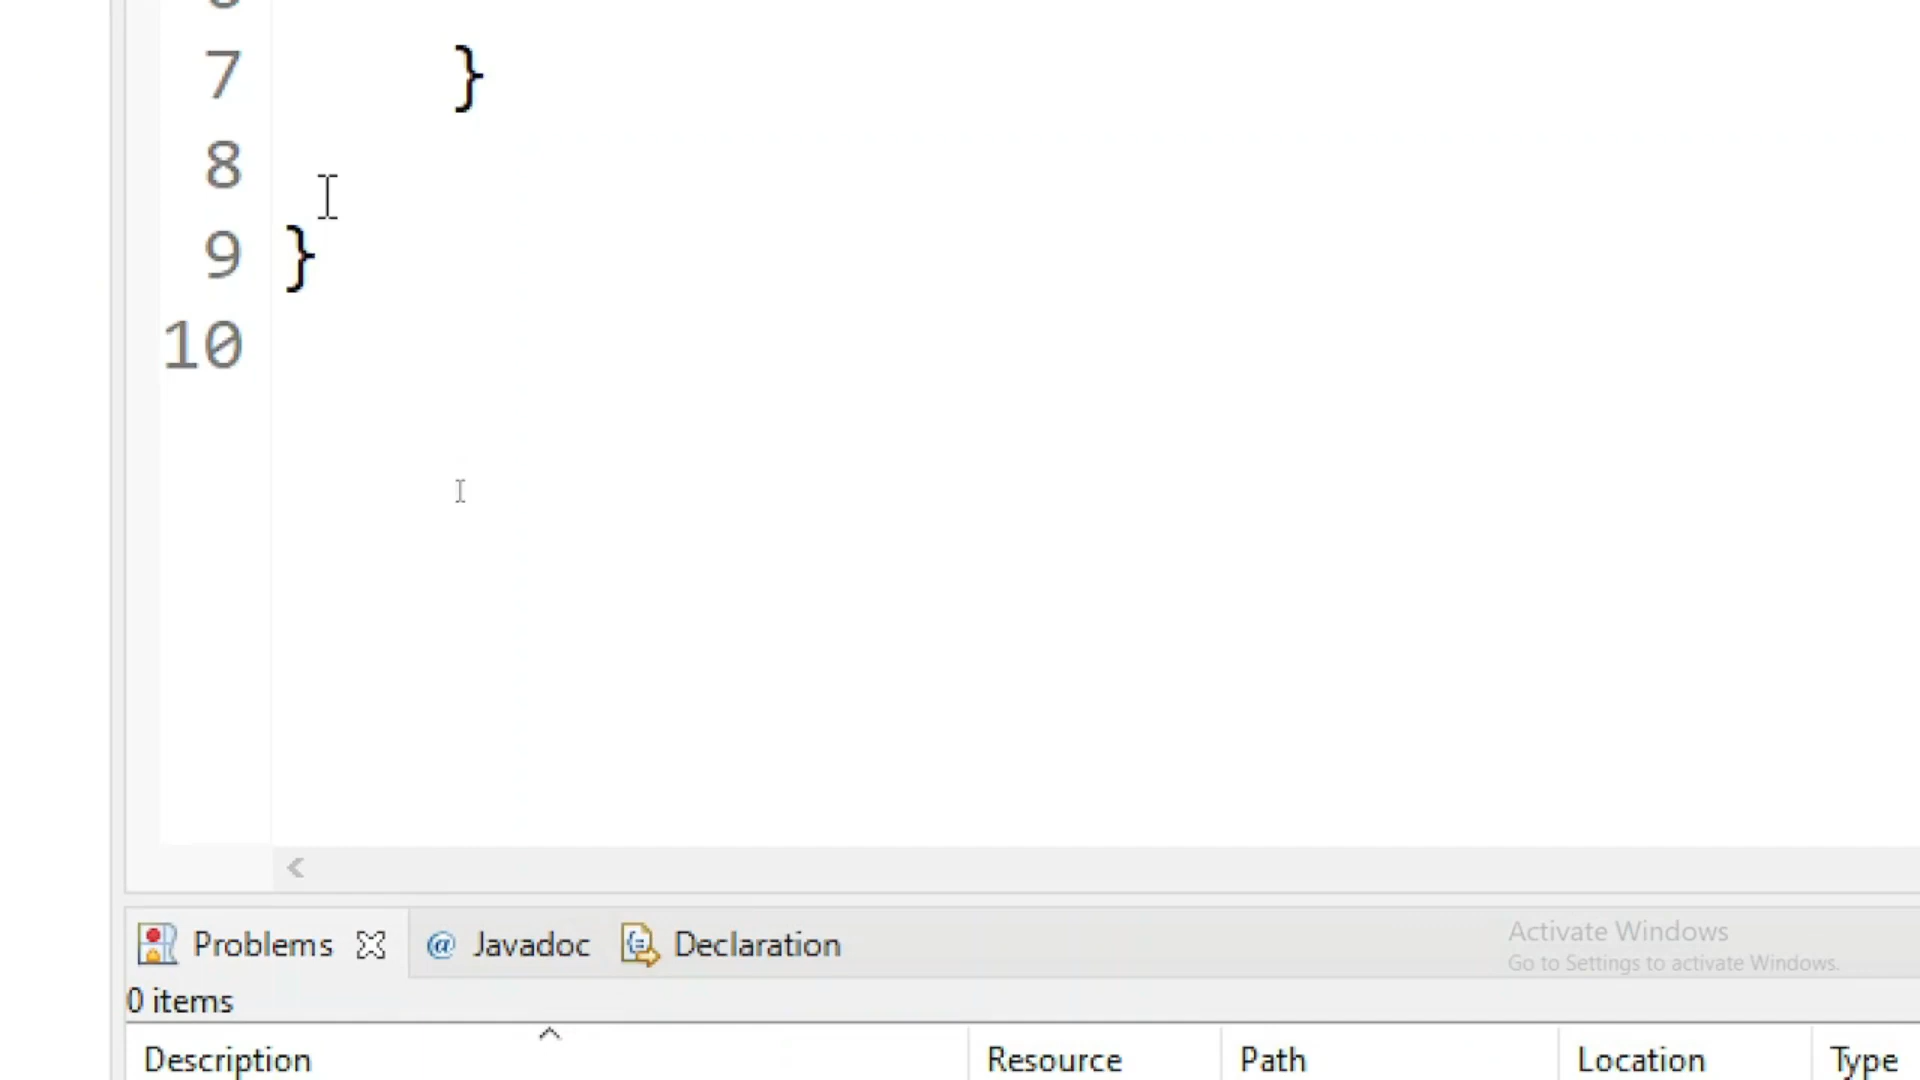 7 }
8
9 }
10
Problems @ Javadoc Declaration
Activate Windows
Go to Settings to activate Windows.
0 items
Description Resource Path Location Type